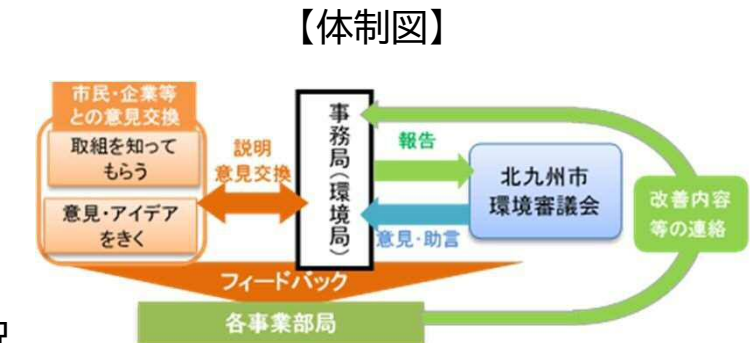 【体制図】
市民・企業等
との意見交換
取組を知って
もらう
意見・アイデア
をきく
説明
意見交換
事務局(環境局)
報告
意見・助言
北九州市
環境審議会
改善内容
等の連絡
フィードバック
各事業部局